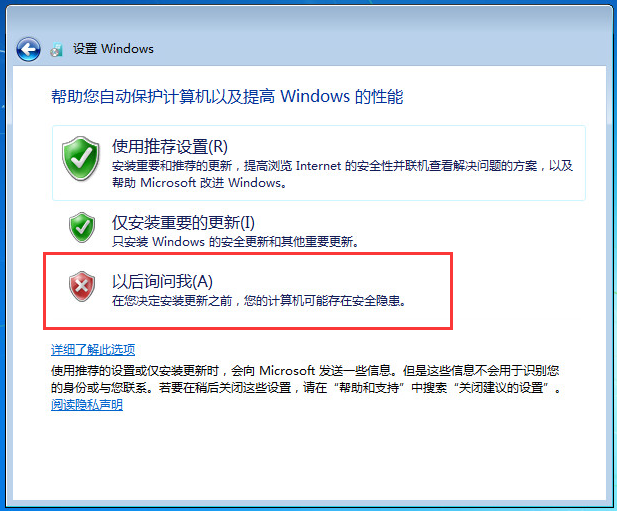 设置 Windows
帮助您自动保护计算机以及提高 Windows 的性能
使用推荐设置(R)
安装重要和推荐的更新，提高浏览 Internet 的安全性并联机查看解决问题的方案，以及
帮助 Microsoft 改进 Windows。
仅安装重要的更新(I)
只安装 Windows 的安全更新和其他重要更新。
以后询问我(A)
在您决定安装更新之前，您的计算机可能存在安全隐患。
详细了解此选项
使用推荐的设置或仅安装更新时，会向 Microsoft 发送一些信息。但是这些信息不会用于识别您
的身份或与您联系。若要在稍后关闭这些设置，请在“帮助和支持”中搜索“关闭建议的设置”。
阅读隐私声明